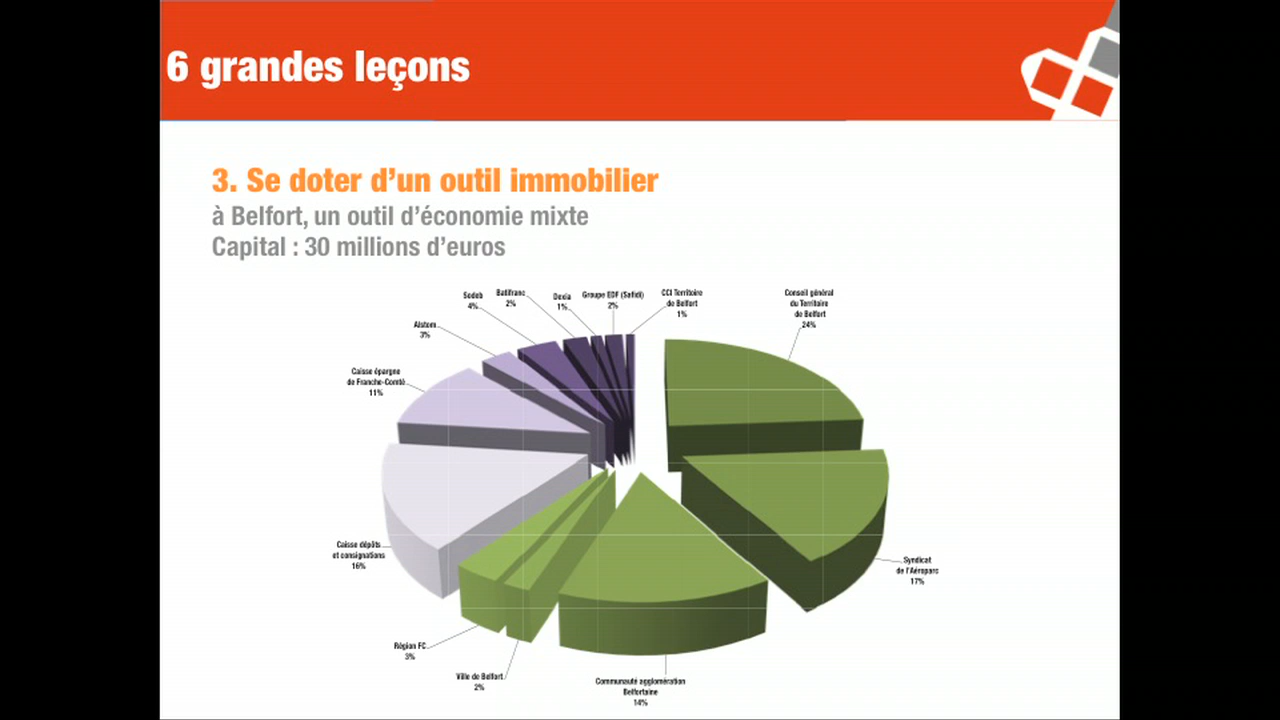 6 grandes leçons
3. Se doter d’un outil immobilier
à Belfort, un outil d’économie mixte
Capital : 30 millions d’euros
Sodeb
4%
Batifranc
2%
Dexia
1%
Groupe EDF (Safidi)
2%
CCI Territoire
de Belfort
1%
Conseil général
du Territoire
de Belfort
24%
Alstom
3%
Caisse épargne
de Franche-Comté
11%
Caisse dépôts
et consignations
16%
Syndicat
de l’Aéroparc
17%
Région FC
3%
Ville de Belfort
2%
Communauté agglomération
Belfortaine
14%